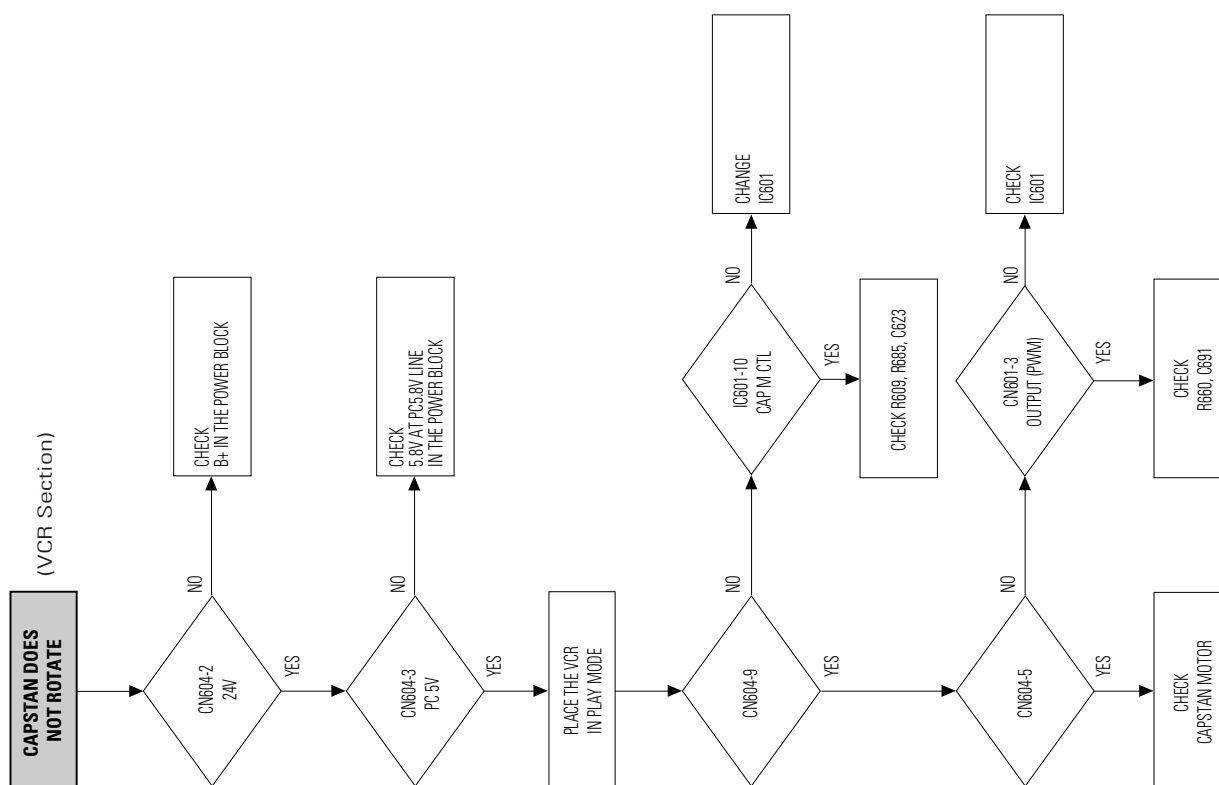 (VCR Section)
CAPSTAN DOES
NOT ROTATE
CN604-2
24V
NO
CHECK
B+ IN THE POWER BLOCK
YES
CN604-3
PC 5V
NO
CHECK
5.8V AT PC5.8V LINE
IN THE POWER BLOCK
YES
PLACE THE VCR
IN PLAY MODE
CN604-9
NO
IC601-10
CAP M CTL
NO
CHANGE
IC601
YES
CHECK R609, R685, C623
YES
CN604-5
NO
CN601-3
OUTPUT (PWM)
NO
CHECK
IC601
YES
CHECK
R660, C691
YES
CHECK
CAPSTAN MOTOR